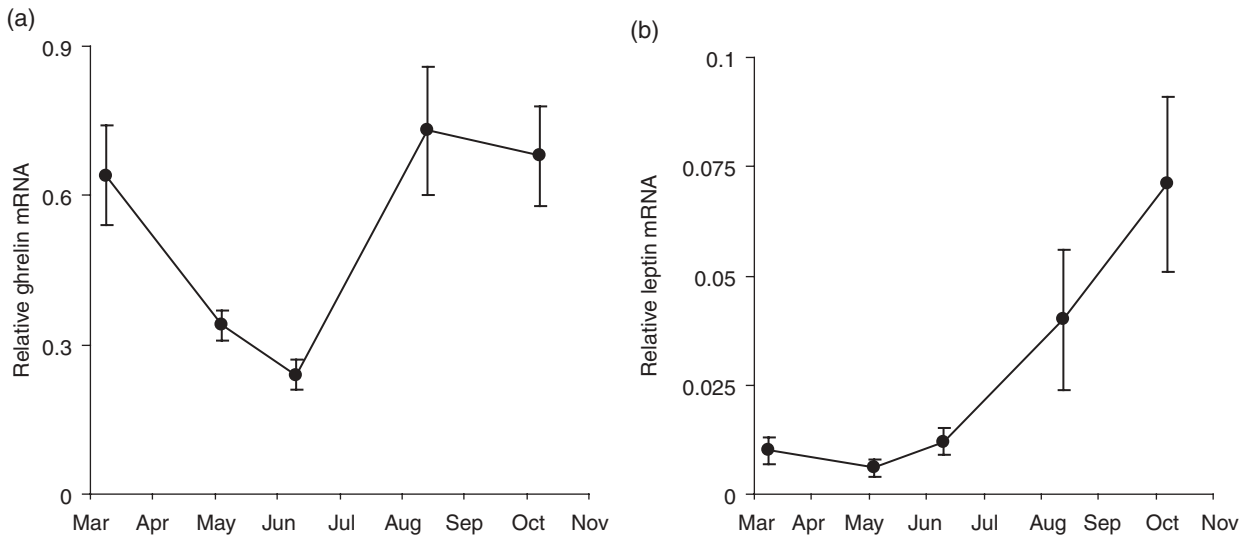 (a)
0.9
0.6
0.3
0
Relative ghrelin mRNA
Mar Apr May Jun Jul Aug Sep Oct Nov
(b)
0.1
0.075
0.05
0.025
0
Relative leptin mRNA
Mar Apr May Jun Jul Aug Sep Oct Nov